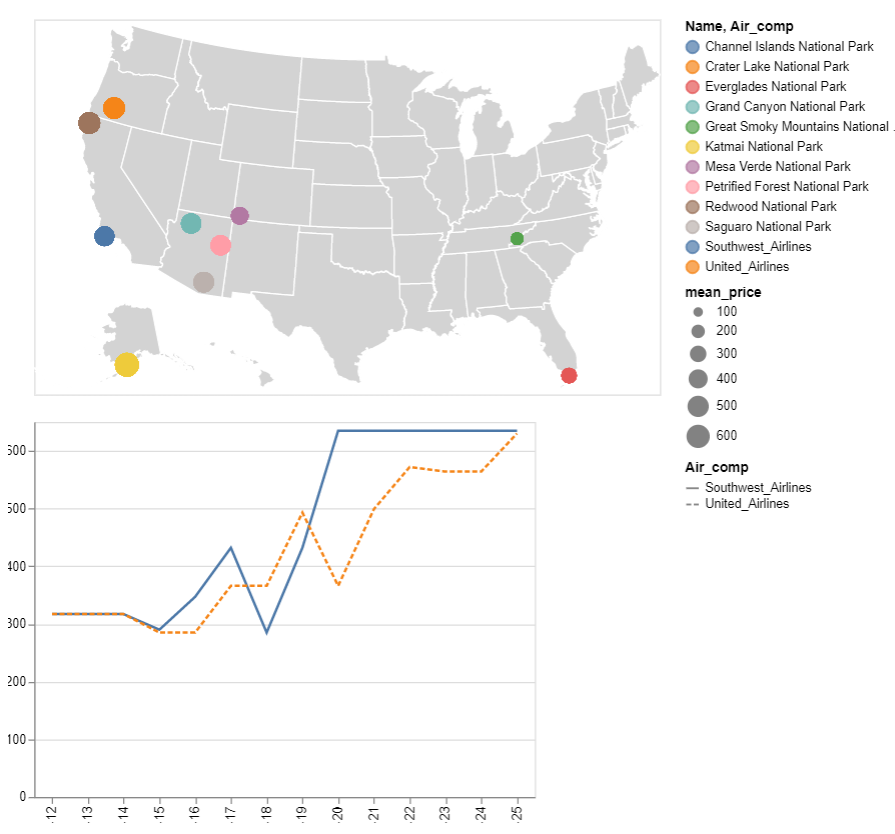 Name, Air_comp
Channel Islands National Park
Crater Lake National Park
Everglades National Park
Grand Canyon National Park
Great Smoky Mountains National .
Katmai National Park
Mesa Verde National Park
Petrified Forest National Park
Redwood National Park
Saguaro National Park
Southwest_Airlines
United_Airlines
mean_price
100
200
300
400
500
600
Air_comp
Southwest_Airlines
United_Airlines
600
500
400
300
200
100
0
-12
-13
-14
-15
-16
-17
-18
-19
-20
-21
-22
-23
-24
-25